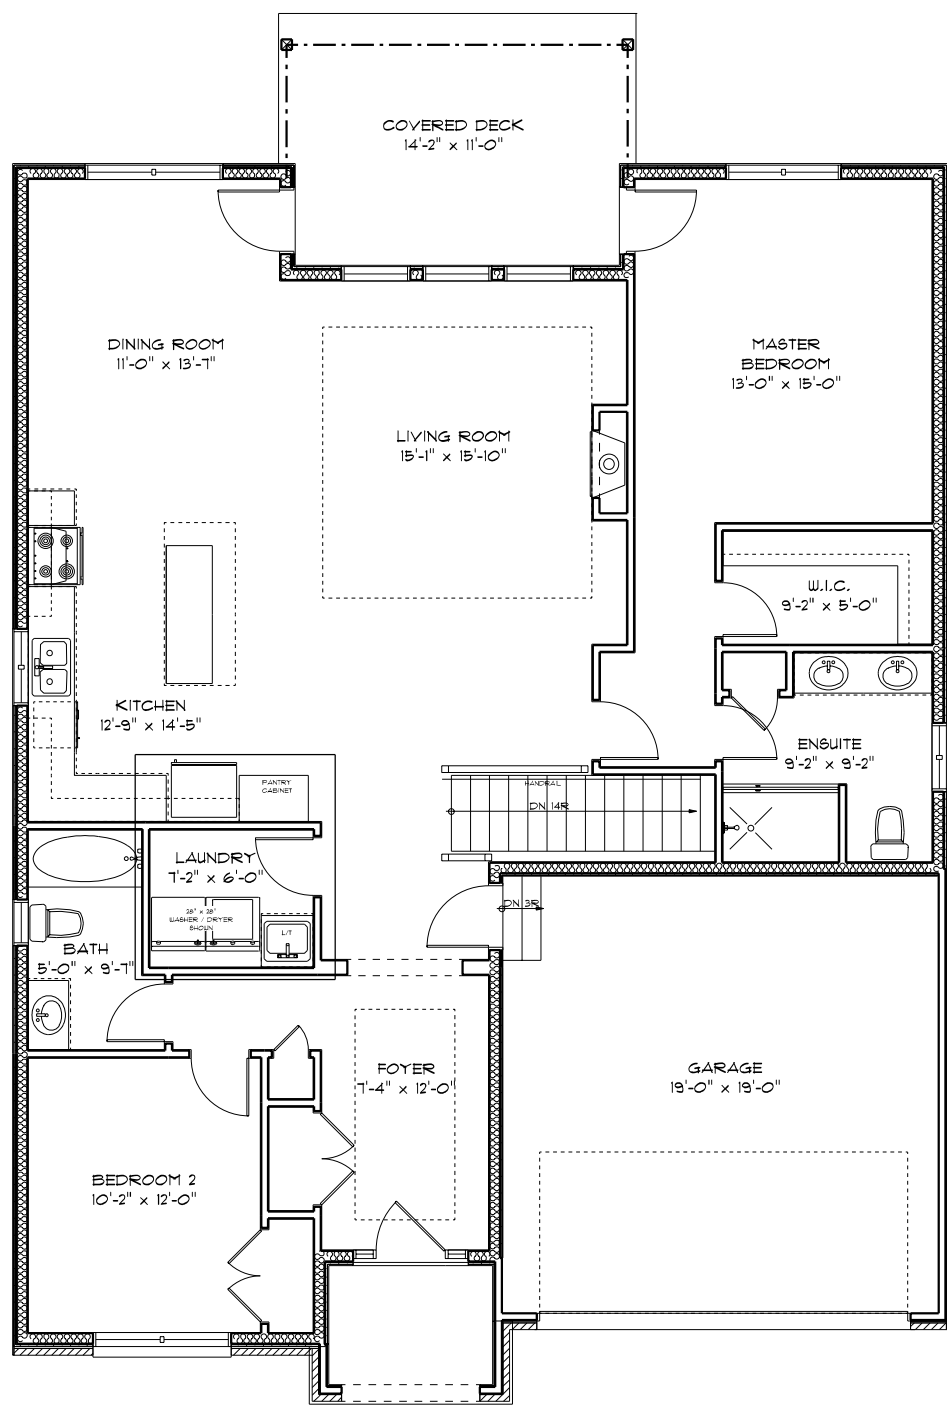 COVERED DECK
14'-2" x 11'-0"
DINING ROOM
11'-0" x 13'-7"
MASTER
BEDROOM
13'-0" x 15'-0"
LIVING ROOM
15'-1" x 15'-10"
W.I.C.
9'-2" x 5'-0"
KITCHEN
12'-9" x 14'-5"
ENSUITE
9'-2" x 9'-2"
PANTRY
CABINET
HANDRAIL
DN 14R
LAUNDRY
7'-2" x 6'-0"
28" x 28"
WASHER / DRYER
SHOWN
L/T
DN 3R
BATH
5'-0" x 9'-7"
FOYER
7'-4" x 12'-0"
GARAGE
19'-0" x 19'-0"
BEDROOM 2
10'-2" x 12'-0"